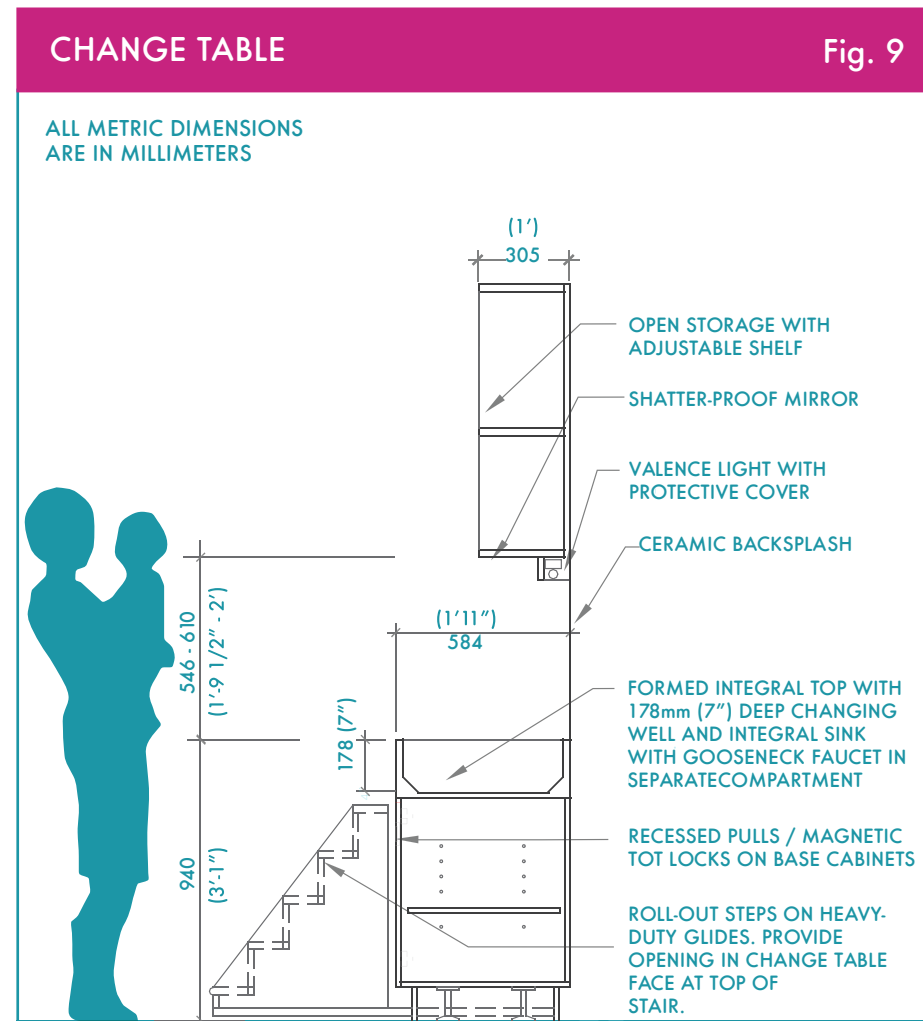 CHANGE TABLE
Fig. 9
ALL METRIC DIMENSIONS
ARE IN MILLIMETERS
(1')
305
OPEN STORAGE WITH
ADJUSTABLE SHELF
SHATTER-PROOF MIRROR
VALENCE LIGHT WITH
PROTECTIVE COVER
CERAMIC BACKSPLASH
546 - 610
(1'-9 1/2" - 2')
(1'11")
584
178 (7")
FORMED INTEGRAL TOP WITH
178mm (7") DEEP CHANGING
WELL AND INTEGRAL SINK
WITH GOOSENECK FAUCET IN
SEPARATECOMPARTMENT
940
(3'-1")
RECESSED PULLS / MAGNETIC
TOT LOCKS ON BASE CABINETS
ROLL-OUT STEPS ON HEAVY-
DUTY GLIDES. PROVIDE
OPENING IN CHANGE TABLE
FACE AT TOP OF
STAIR.